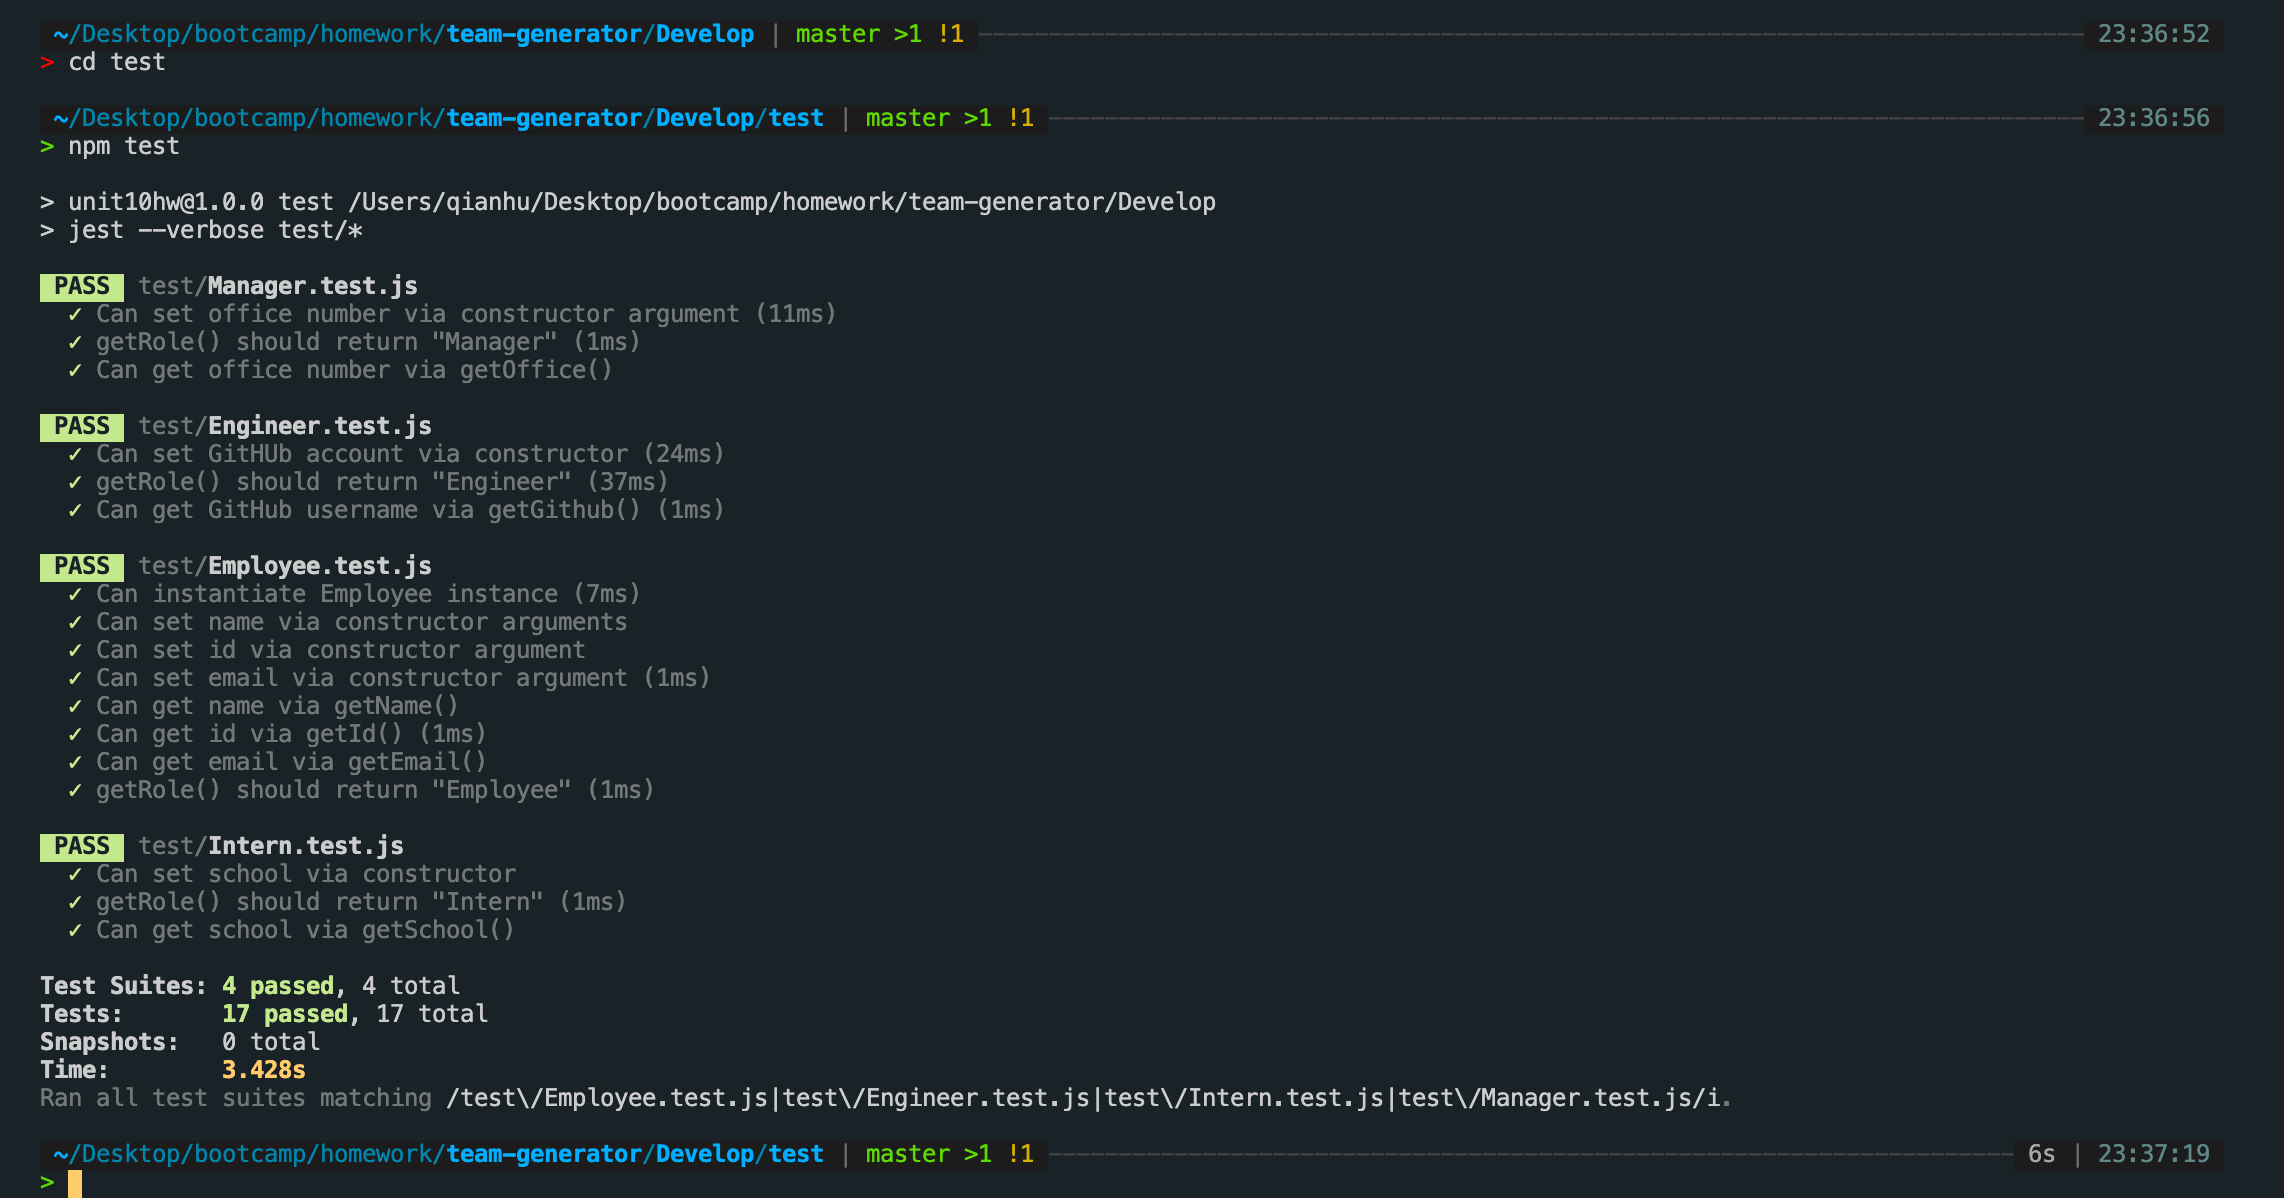 ~/Desktop/bootcamp/homework/team-generator/Develop | master >1 !1 23:36:52
> cd test
~/Desktop/bootcamp/homework/team-generator/Develop/test | master >1 !1 23:36:56
> npm test
> unit10hw@1.0.0 test /Users/qianhu/Desktop/bootcamp/homework/team-generator/Develop
> jest --verbose test/*
PASS test/Manager.test.js
✓ Can set office number via constructor argument (11ms)
✓ getRole() should return "Manager" (1ms)
✓ Can get office number via getOffice()
PASS test/Engineer.test.js
✓ Can set GitHUb account via constructor (24ms)
✓ getRole() should return "Engineer" (37ms)
✓ Can get GitHub username via getGithub() (1ms)
PASS test/Employee.test.js
✓ Can instantiate Employee instance (7ms)
✓ Can set name via constructor arguments
✓ Can set id via constructor argument
✓ Can set email via constructor argument (1ms)
✓ Can get name via getName()
✓ Can get id via getId() (1ms)
✓ Can get email via getEmail()
✓ getRole() should return "Employee" (1ms)
PASS test/Intern.test.js
✓ Can set school via constructor
✓ getRole() should return "Intern" (1ms)
✓ Can get school via getSchool()
Test Suites: 4 passed, 4 total
Tests: 17 passed, 17 total
Snapshots: 0 total
Time: 3.428s
Ran all test suites matching /test\/Employee.test.js|test\/Engineer.test.js|test\/Intern.test.js|test\/Manager.test.js/i.
~/Desktop/bootcamp/homework/team-generator/Develop/test | master >1 !1 6s | 23:37:19
>